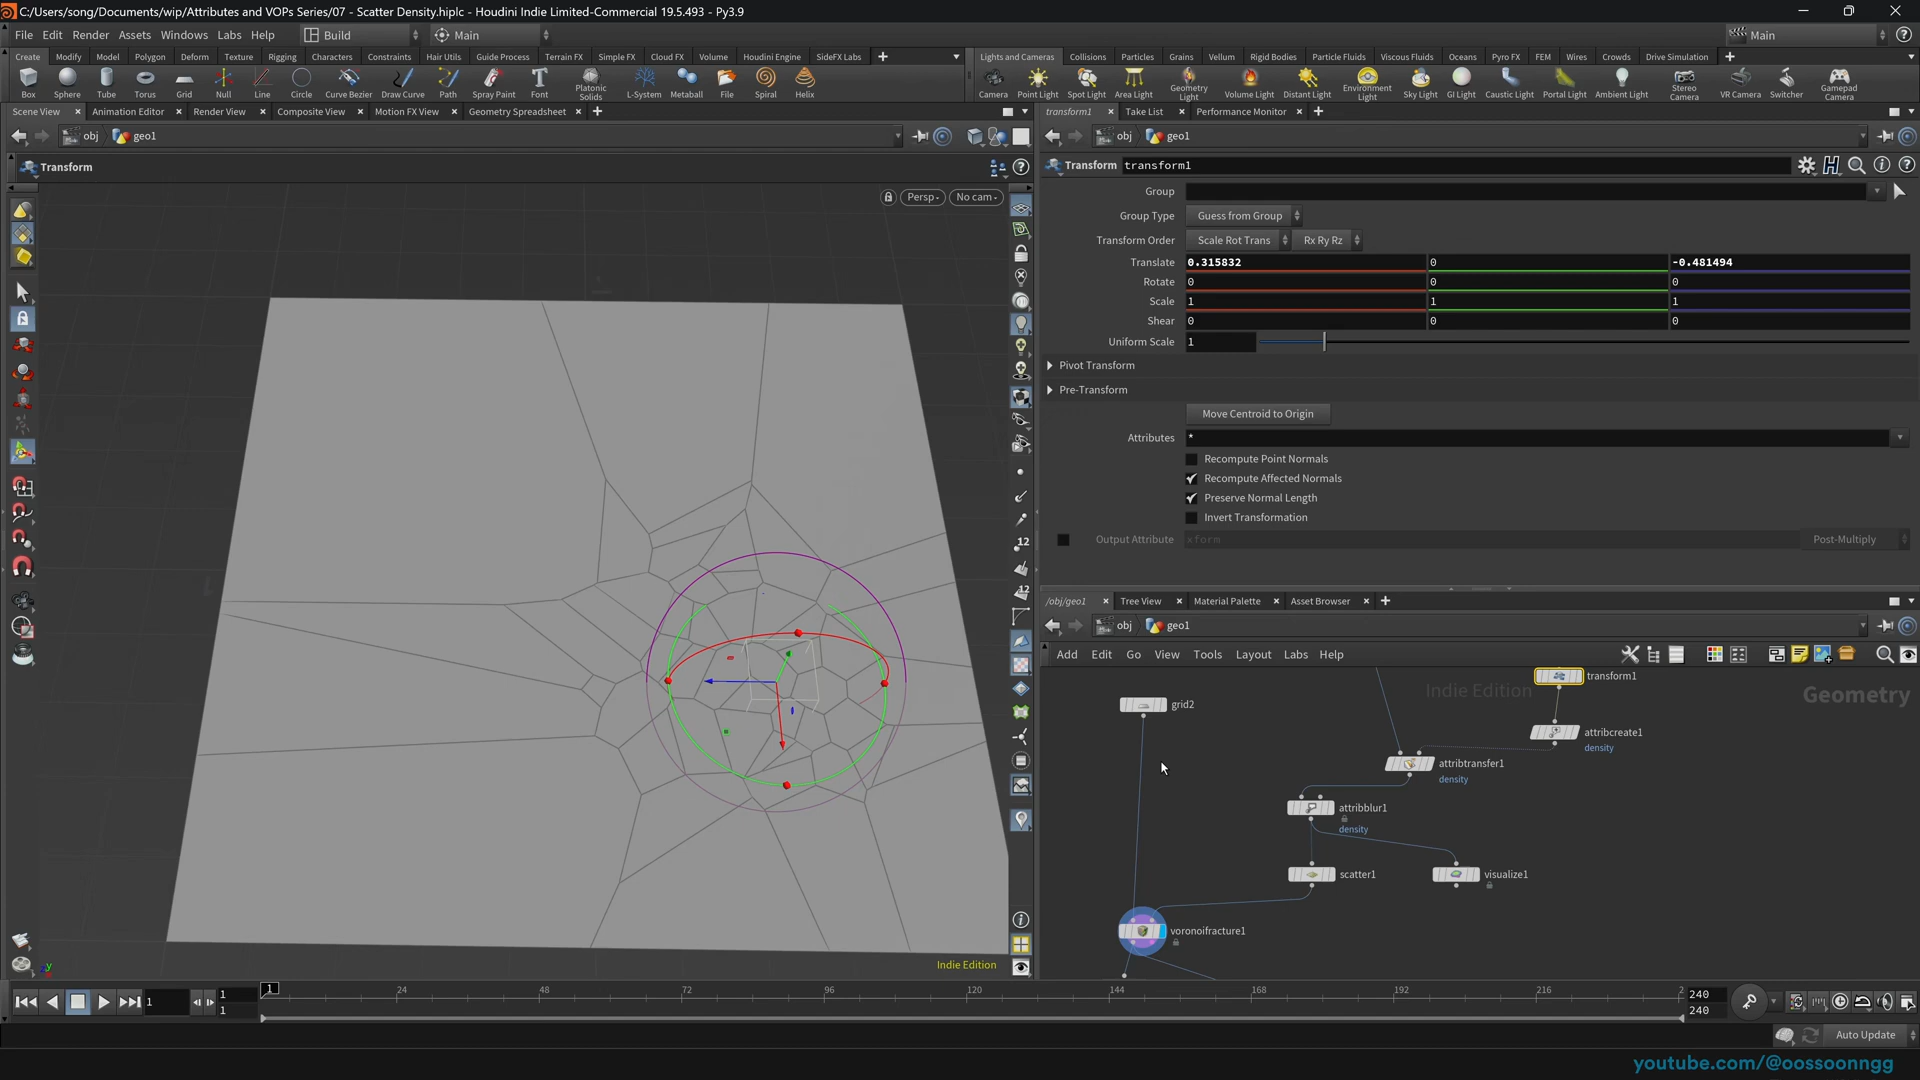 C:/Users/song/Documents/wip/Attributes and VOPs Series/07 - Scatter Density.hiplc - Houdini Indie Limited-Commercial 19.5.493 - Py3.9
File Edit Render Assets Windows Labs Help Build Main Main
Create Modify Model Polygon Deform Texture Rigging Characters Constraints Hair Utils Guide Process Terrain FX Simple FX Cloud FX Volume Houdini Engine SideFX Labs
Lights and Cameras Collisions Particles Grains Vellum Rigid Bodies Particle Fluids Viscous Fluids Oceans Pyro FX FEM Wires Crowds Drive Simulation
Box Sphere Tube Torus Grid Null Line Circle Curve Bezier Draw Curve Path Spray Paint Font Platonic Solids L-System Metaball File Spiral Helix
Camera Point Light Spot Light Area Light Geometry Light Volume Light Distant Light Environment Light Sky Light GI Light Caustic Light Portal Light Ambient Light Stereo Camera VR Camera Switcher Gamepad Camera
Scene View Animation Editor Render View Composite View Motion FX View Geometry Spreadsheet
obj geo1
Transform
Persp No cam
12
12
Indie Edition
transform1 Take List Performance Monitor
obj geo1
Transform transform1
Group
Group Type Guess from Group
Transform Order Scale Rot Trans Rx Ry Rz
Translate 0.315832 0 -0.481494
Rotate 0 0 0
Scale 1 1 1
Shear 0 0 0
Uniform Scale 1
Pivot Transform
Pre-Transform
Move Centroid to Origin
Attributes *
Recompute Point Normals
Recompute Affected Normals
Preserve Normal Length
Invert Transformation
Output Attribute xform Post-Multiply
/obj/geo1 Tree View Material Palette Asset Browser
obj geo1
Add Edit Go View Tools Layout Labs Help
Indie Edition
Geometry
transform1
grid2
attribcreate1
density
attribtransfer1
density
attribblur1
density
scatter1
visualize1
voronoifracture1
1 1 1 1 24 48 72 96 120 144 168 192 216 2 240 240
Auto Update
youtube.com/@oossoonngg